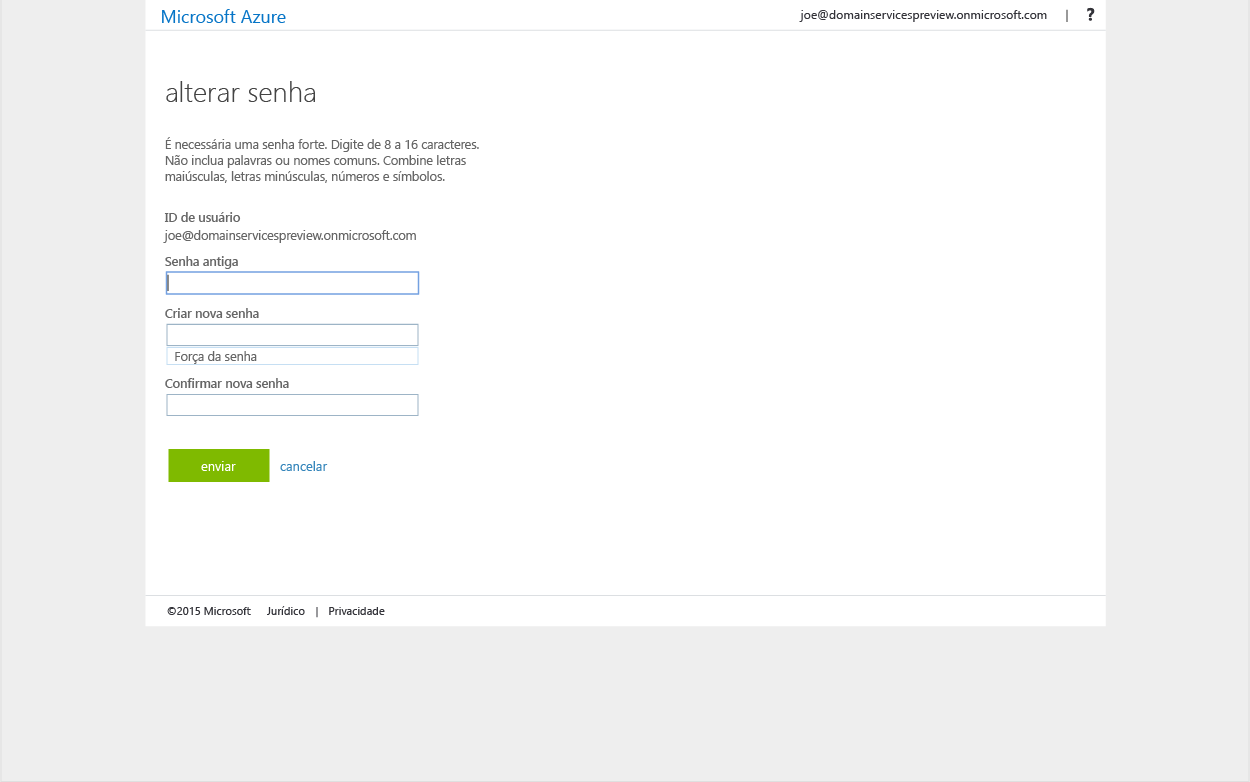 Microsoft Azure
joe@domainservicespreview.onmicrosoft.com | ?
alterar senha
É necessária uma senha forte. Digite de 8 a 16 caracteres.
Não inclua palavras ou nomes comuns. Combine letras
maiúsculas, letras minúsculas, números e símbolos.
ID de usuário
joe@domainservicespreview.onmicrosoft.com
Senha antiga
Criar nova senha
Força da senha
Confirmar nova senha
enviar cancelar
©2015 Microsoft Jurídico | Privacidade